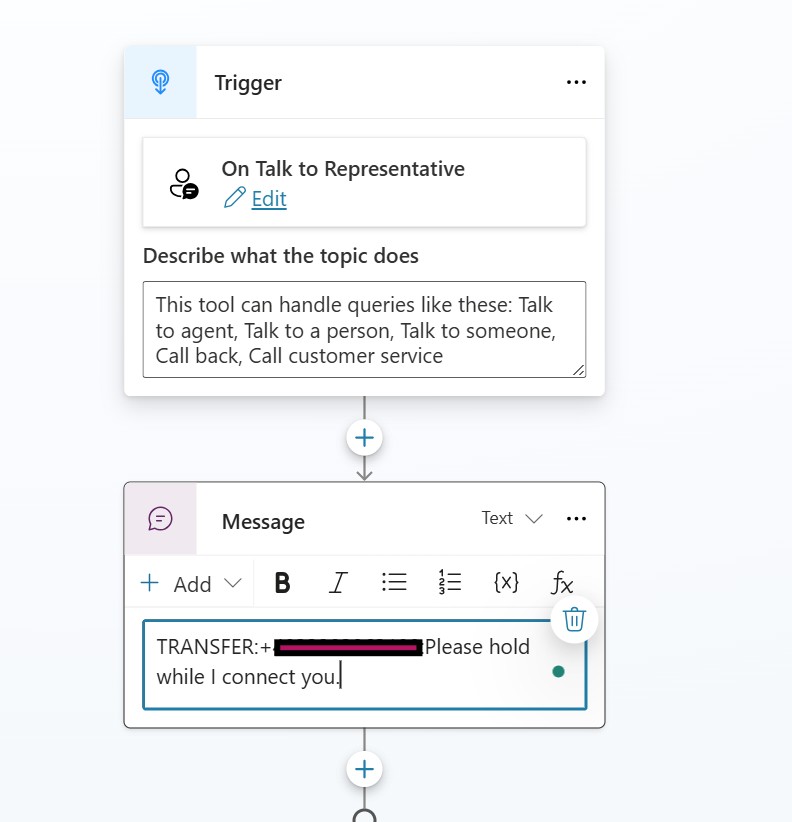 Trigger
On Talk to Representative
Edit
Describe what the topic does
This tool can handle queries like these: Talk
to agent, Talk to a person, Talk to someone,
Call back, Call customer service
Message
Text
Add
B I {x} fx
TRANSFER:+ Please hold
while I connect you.